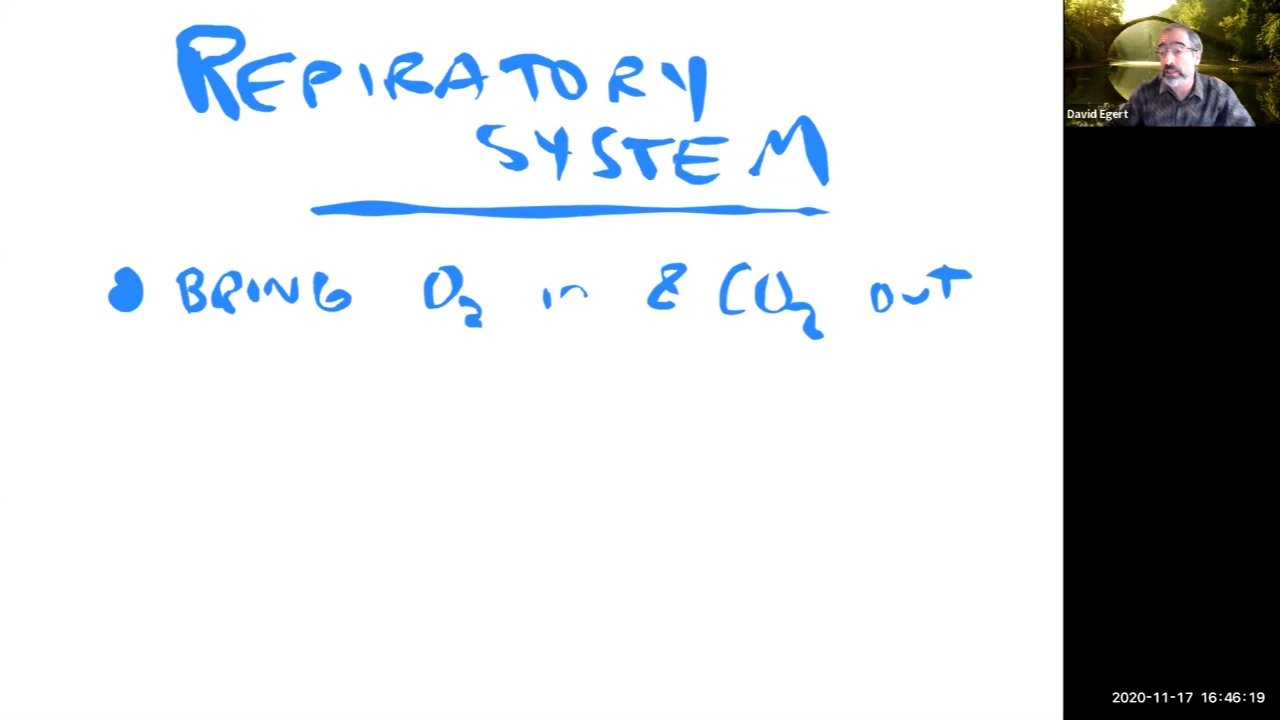 REPIRATORY
SYSTEM
BRING O₂ in & CO₂ out
David Egert
2020-11-17 16:46:19